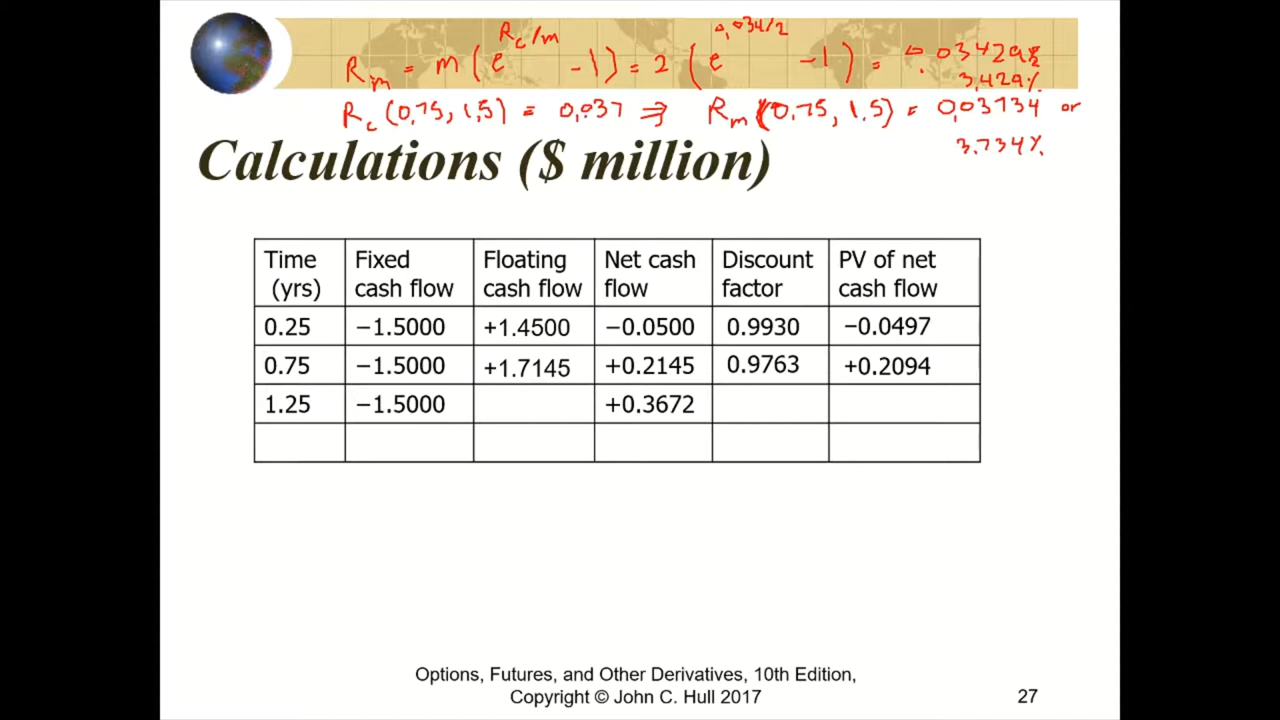 R_m = m (e^{R_c/m} - 1) = 2 (e^{0,034/2} - 1) = 0.03429
3,429%
R_c (0,75, 1,5) = 0,037 ⇒ R_m (0,75, 1.5) = 0,03734 or
3.734%
Calculations ($ million)
Time (yrs) | Fixed cash flow | Floating cash flow | Net cash flow | Discount factor | PV of net cash flow
0.25 | −1.5000 | +1.4500 | −0.0500 | 0.9930 | −0.0497
0.75 | −1.5000 | +1.7145 | +0.2145 | 0.9763 | +0.2094
1.25 | −1.5000 | | +0.3672 | |
Options, Futures, and Other Derivatives, 10th Edition,
Copyright © John C. Hull 2017
27